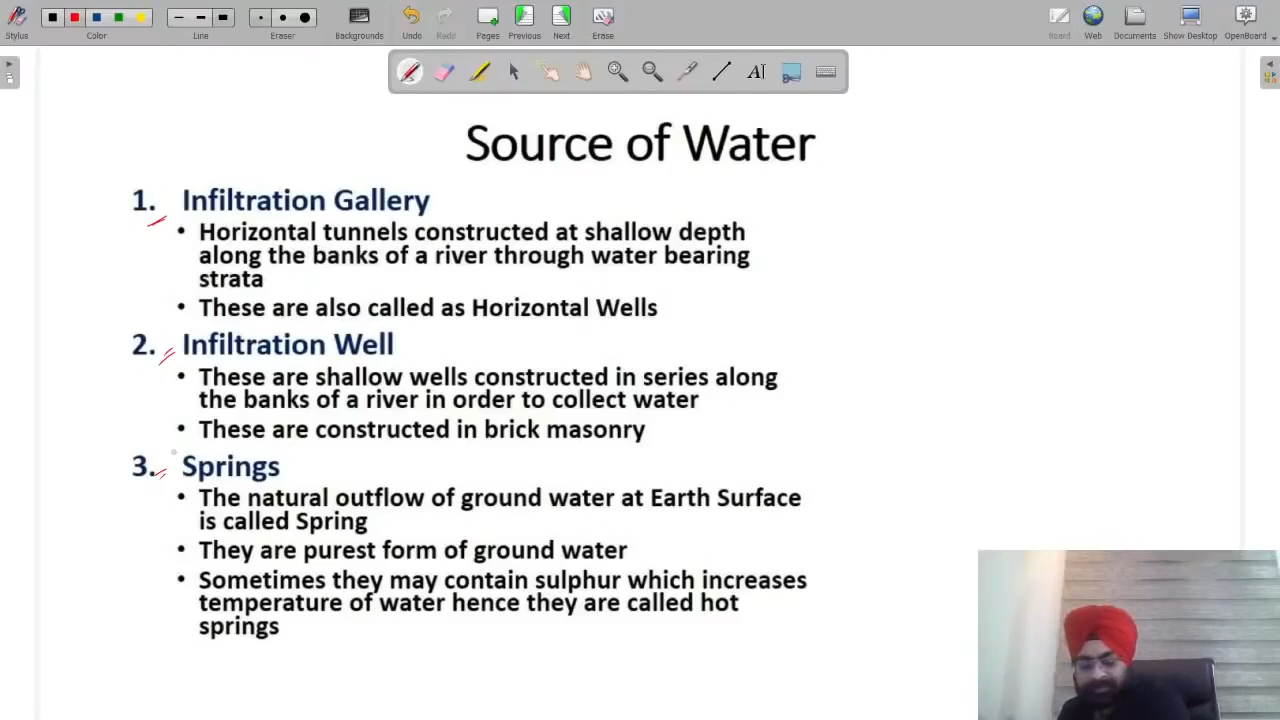 Stylus
Color
Line
Eraser
Backgrounds
Undo
Redo
Pages
Previous
Next
Erase
Board
Web
Documents
Show Desktop
OpenBoard
Source of Water
1. Infiltration Gallery
• Horizontal tunnels constructed at shallow depth
along the banks of a river through water bearing
strata
• These are also called as Horizontal Wells
2. Infiltration Well
• These are shallow wells constructed in series along
the banks of a river in order to collect water
• These are constructed in brick masonry
3. Springs
• The natural outflow of ground water at Earth Surface
is called Spring
• They are purest form of ground water
• Sometimes they may contain sulphur which increases
temperature of water hence they are called hot
springs